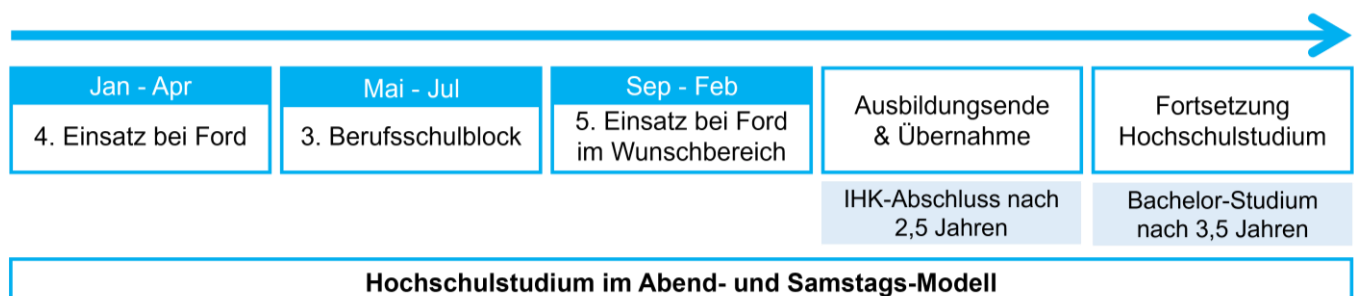 Jan - Apr
4. Einsatz bei Ford
Mai - Jul
3. Berufsschulblock
Sep - Feb
5. Einsatz bei Ford
im Wunschbereich
Ausbildungsende
& Übernahme
IHK-Abschluss nach
2,5 Jahren
Fortsetzung
Hochschulstudium
Bachelor-Studium
nach 3,5 Jahren
Hochschulstudium im Abend- und Samstags-Modell